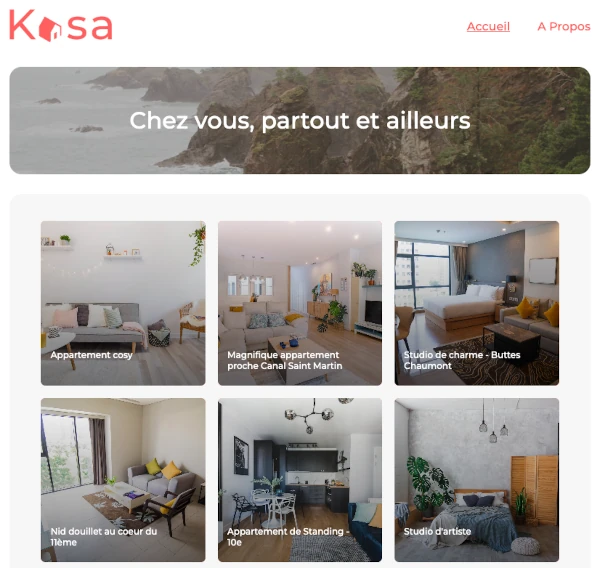 Kasa
Accueil
A Propos
Chez vous, partout et ailleurs
Appartement cosy
Magnifique appartement
proche Canal Saint Martin
Studio de charme - Buttes
Chaumont
Nid douillet au coeur du
11ème
Appartement de Standing -
10e
Studio d'artiste